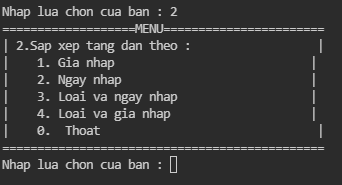 Nhap lua chon cua ban : 2
===================MENU=======================
| 2.Sap xep tang dan theo :                  |
|    1. Gia nhap                            |
|    2. Ngay nhap                           |
|    3. Loai va ngay nhap                   |
|    4. Loai va gia nhap                    |
|    0.  Thoat                               |
==============================================
Nhap lua chon cua ban :